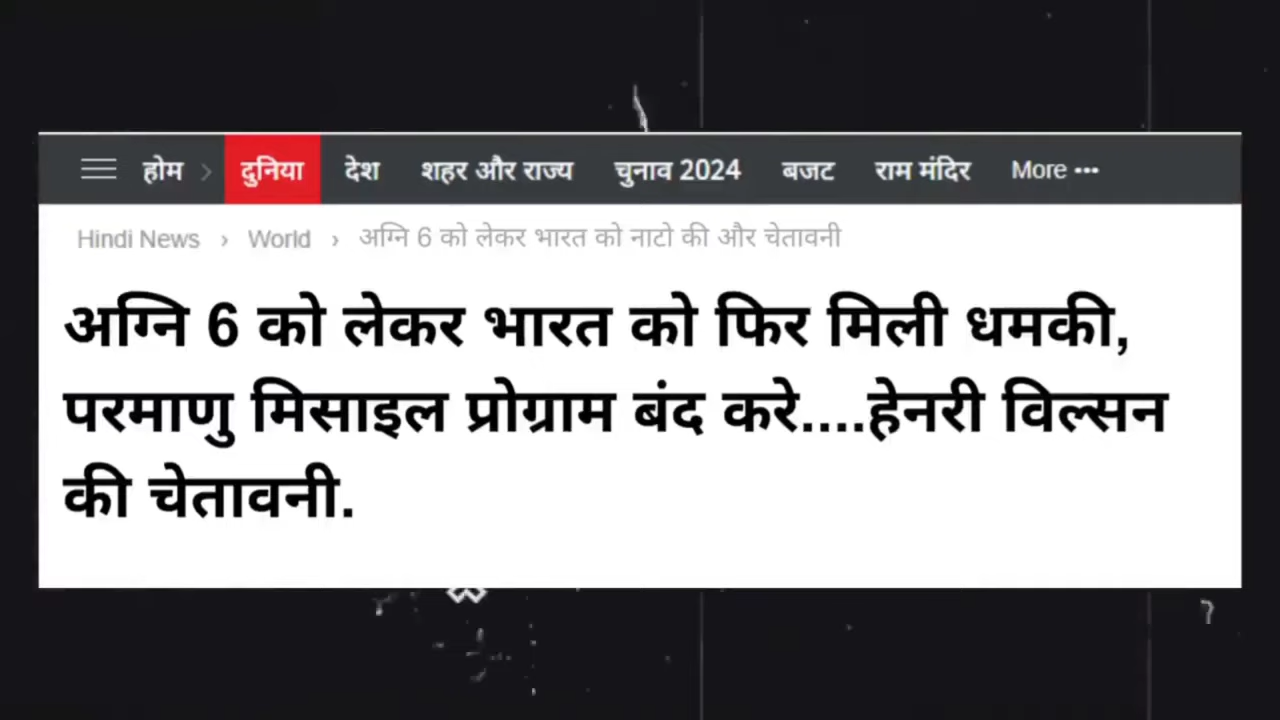 होम > दुनिया देश शहर और राज्य चुनाव 2024 बजट राम मंदिर More •••
Hindi News › World › अग्नि 6 को लेकर भारत को नाटो की और चेतावनी
अग्नि 6 को लेकर भारत को फिर मिली धमकी,
परमाणु मिसाइल प्रोग्राम बंद करे....हेनरी विल्सन
की चेतावनी.